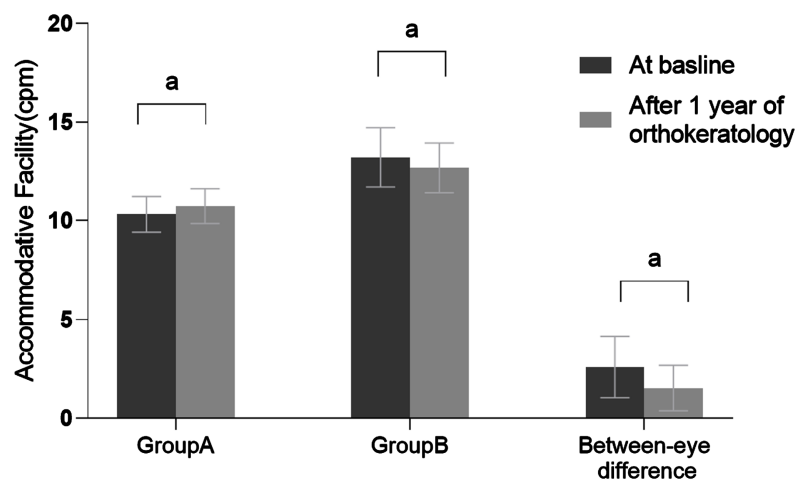 20
15
10
5
0
Accommodative Facility(cpm)
a
a
a
At basline
After 1 year of
orthokeratology
GroupA
GroupB
Between-eye
difference